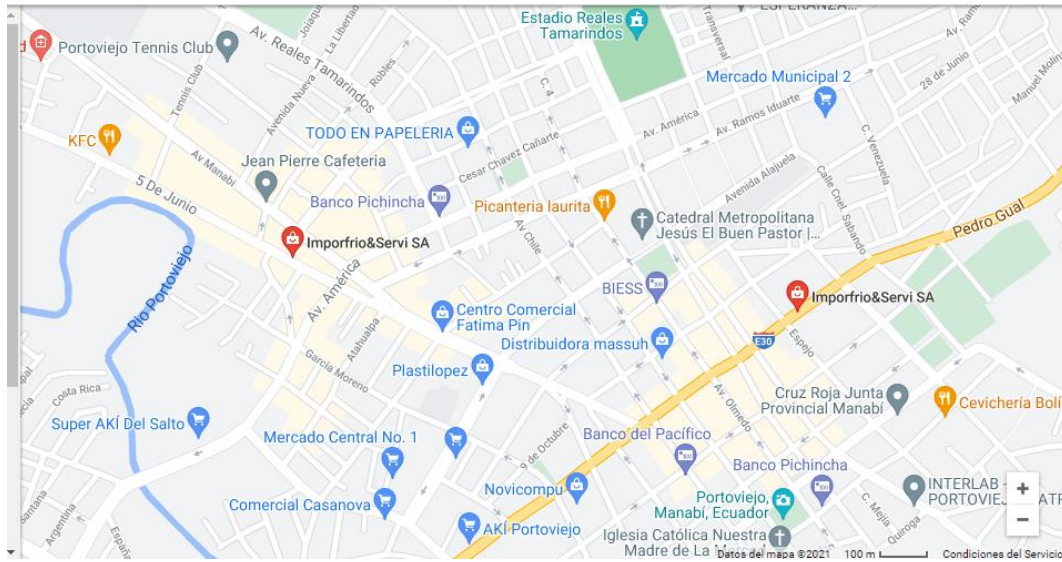 Estadio Reales
Tamarindos
ESPERANZA...
Portoviejo Tennis Club
Av. Reales Tamarindos
La Libertad
Transversal
Robles
C. 4
Mercado Municipal 2
28 de Junio
Tennis Club
Avenida Nueva
KFC
TODO EN PAPELERIA
Av. América
Av. Ramos Iduarte
Av Manabí
Jean Pierre Cafeteria
Cesar Chavez Cañarte
C. Venezuela
5 De Junio
Banco Pichincha
Picanteria laurita
Avenida Alajuela
Calle Cnel. Sabando
Catedral Metropolitana
Jesús El Buen Pastor |...
Pedro Gual
Av Chile
Imporfrio&Servi SA
Río Portoviejo
Av. América
BIESS
Imporfrio&Servi SA
Centro Comercial
Fatima Pin
Atahualpa
Distribuidora massuh
E30
Espejo
García Moreno
Plastilopez
Costa Rica
Av. Olmedo
Cruz Roja Junta
Provincial Manabí
Cevichería Bolí
Super AKÍ Del Salto
Mercado Central No. 1
9 de Octubre
Banco del Pacífico
Banco Pichincha
Santana
Argentina
España
Comercial Casanova
Novicompu
Portoviejo,
Manabí, Ecuador
C. Mejia
Quiroga
INTERLAB -
AKÍ Portoviejo
Iglesia Católica Nuestra
Madre de La
Datos del mapa ©2021
100 m
Condiciones del Servicio